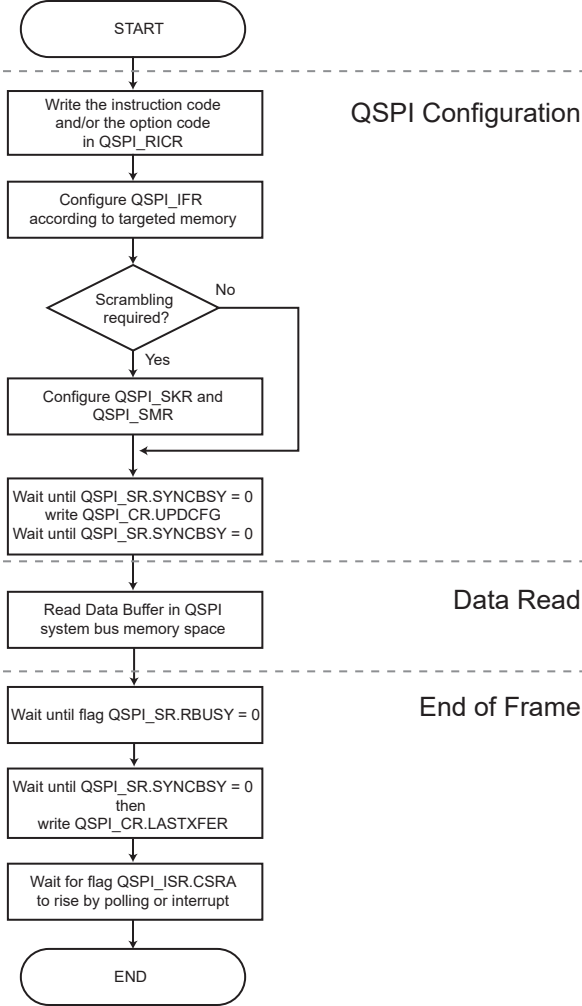 START
QSPI Configuration
Write the instruction code
and/or the option code
in QSPI_RICR
Configure QSPI_IFR
according to targeted memory
Scrambling
required?
No
Yes
Configure QSPI_SKR and
QSPI_SMR
Wait until QSPI_SR.SYNCBSY = 0
write QSPI_CR.UPDCFG
Wait until QSPI_SR.SYNCBSY = 0
Data Read
Read Data Buffer in QSPI
system bus memory space
End of Frame
Wait until flag QSPI_SR.RBUSY = 0
Wait until QSPI_SR.SYNCBSY = 0
then
write QSPI_CR.LASTXFER
Wait for flag QSPI_ISR.CSRA
to rise by polling or interrupt
END